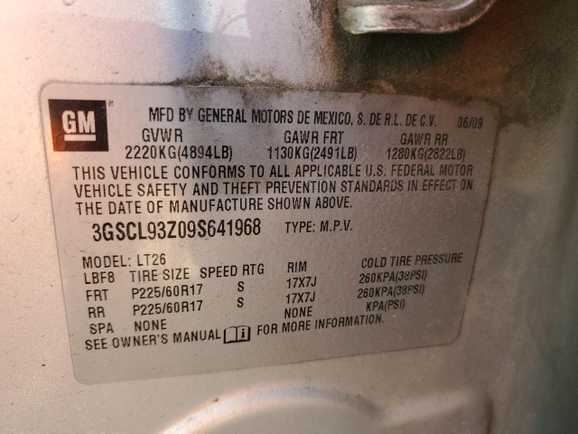 GM MFD BY GENERAL MOTORS DE MEXICO, S. DE R.L. DE C.V. 06/09
GVWR GAWR FRT GAWR RR
2220KG(4894LB) 1130KG(2491LB) 1280KG(2822LB)
THIS VEHICLE CONFORMS TO ALL APPLICABLE U.S. FEDERAL MOTOR
VEHICLE SAFETY AND THEFT PREVENTION STANDARDS IN EFFECT ON
THE DATE OF MANUFACTURE SHOWN ABOVE.
3GSCL93Z09S641968 TYPE: M.P.V.
MODEL: LT26
LBF8 TIRE SIZE SPEED RTG RIM COLD TIRE PRESSURE
FRT P225/60R17 S 17X7J 260KPA(38PSI)
RR P225/60R17 S 17X7J 260KPA(38PSI)
SPA NONE NONE KPA(PSI)
SEE OWNER'S MANUAL FOR MORE INFORMATION.